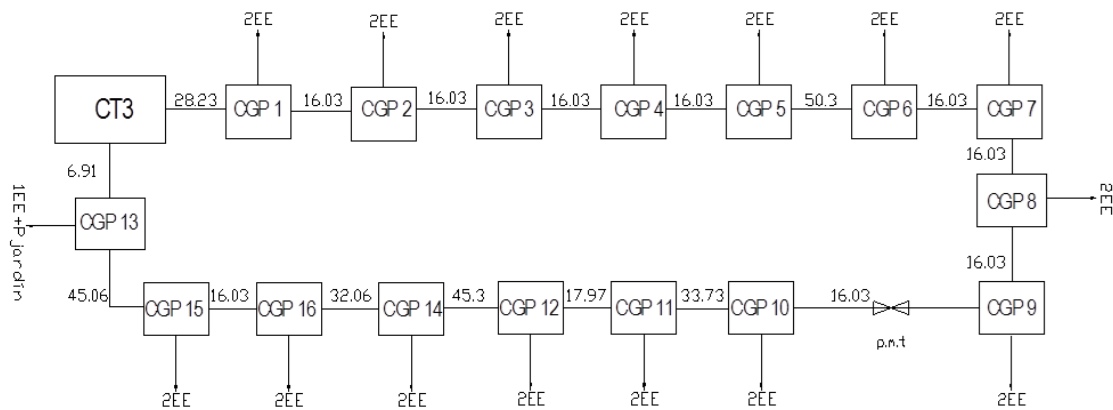 2EE 2EE 2EE 2EE 2EE 2EE 2EE
CT3 28.23 CGP 1 16.03 CGP 2 16.03 CGP 3 16.03 CGP 4 16.03 CGP 5 50.3 CGP 6 16.03 CGP 7
6.91 16.03
1EE+P jardin CGP 13 CGP 8 2EE
16.03
45.06 CGP 15 16.03 CGP 16 32.06 CGP 14 45.3 CGP 12 17.97 CGP 11 33.73 CGP 10 16.03 CGP 9
p.m.t
2EE 2EE 2EE 2EE 2EE 2EE 2EE